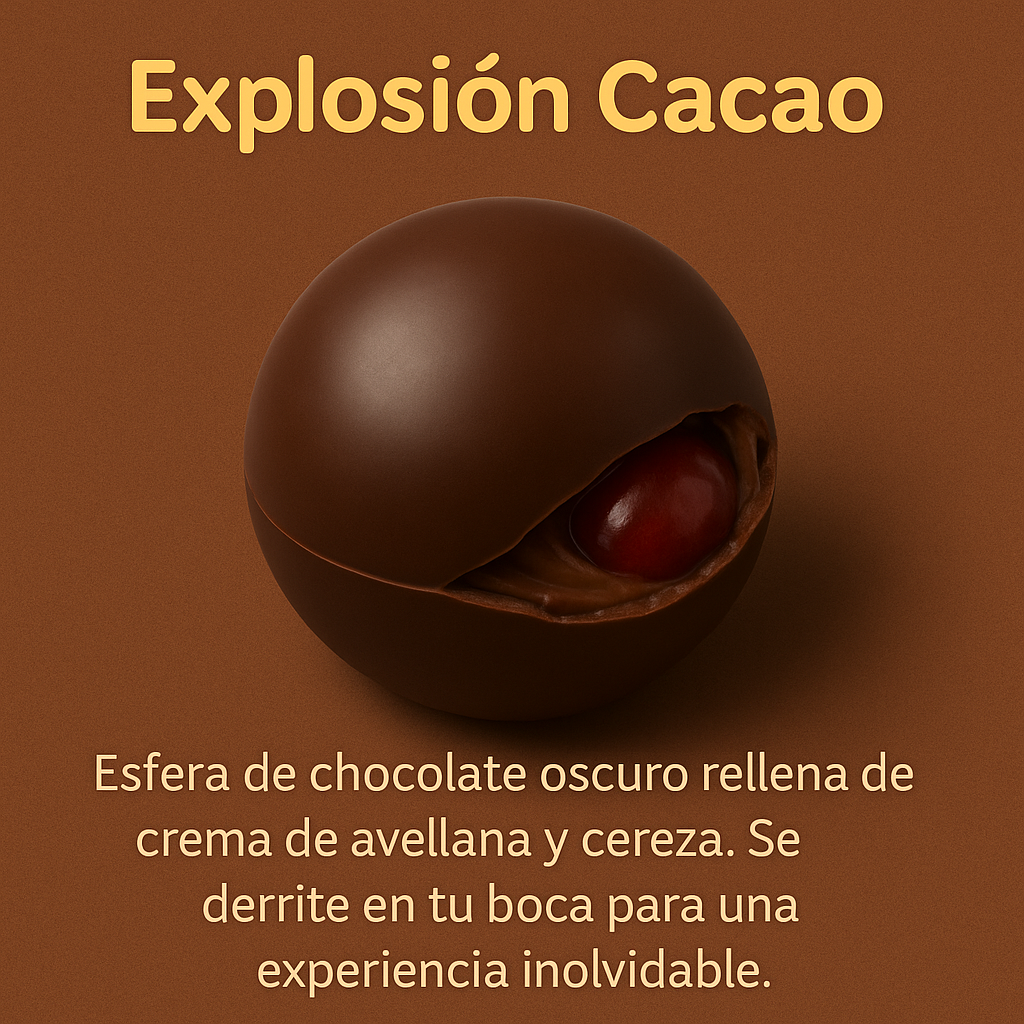 Explosión Cacao
Esfera de chocolate oscuro rellena de
crema de avellana y cereza. Se
derrite en tu boca para una
experiencia inolvidable.